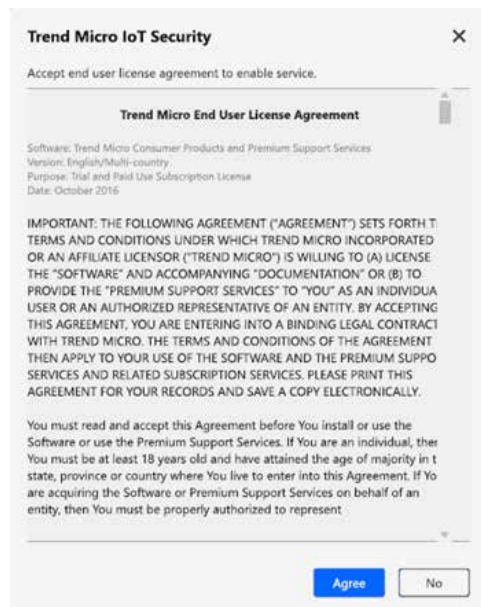 Trend Micro IoT Security
Accept end user license agreement to enable service.
Trend Micro End User License Agreement
Software: Trend Micro Consumer Products and Premium Support Services
Version: English/Multi-country
Purpose: Trial and Paid Use Subscription License
Date: October 2016
IMPORTANT: THE FOLLOWING AGREEMENT ("AGREEMENT") SETS FORTH T
TERMS AND CONDITIONS UNDER WHICH TREND MICRO INCORPORATED
OR AN AFFILIATE LICENSOR ("TREND MICRO") IS WILLING TO (A) LICENSE
THE "SOFTWARE" AND ACCOMPANYING "DOCUMENTATION" OR (B) TO
PROVIDE THE "PREMIUM SUPPORT SERVICES" TO "YOU" AS AN INDIVIDUA
USER OR AN AUTHORIZED REPRESENTATIVE OF AN ENTITY. BY ACCEPTING
THIS AGREEMENT, YOU ARE ENTERING INTO A BINDING LEGAL CONTRACT
WITH TREND MICRO. THE TERMS AND CONDITIONS OF THE AGREEMENT
THEN APPLY TO YOUR USE OF THE SOFTWARE AND THE PREMIUM SUPPO
SERVICES AND RELATED SUBSCRIPTION SERVICES. PLEASE PRINT THIS
AGREEMENT FOR YOUR RECORDS AND SAVE A COPY ELECTRONICALLY.
You must read and accept this Agreement before You install or use the
Software or use the Premium Support Services. If You are an individual, then
You must be at least 18 years old and have attained the age of majority in t
state, province or country where You live to enter into this Agreement. If Yo
are acquiring the Software or Premium Support Services on behalf of an
entity, then You must be properly authorized to represent
Agree
No